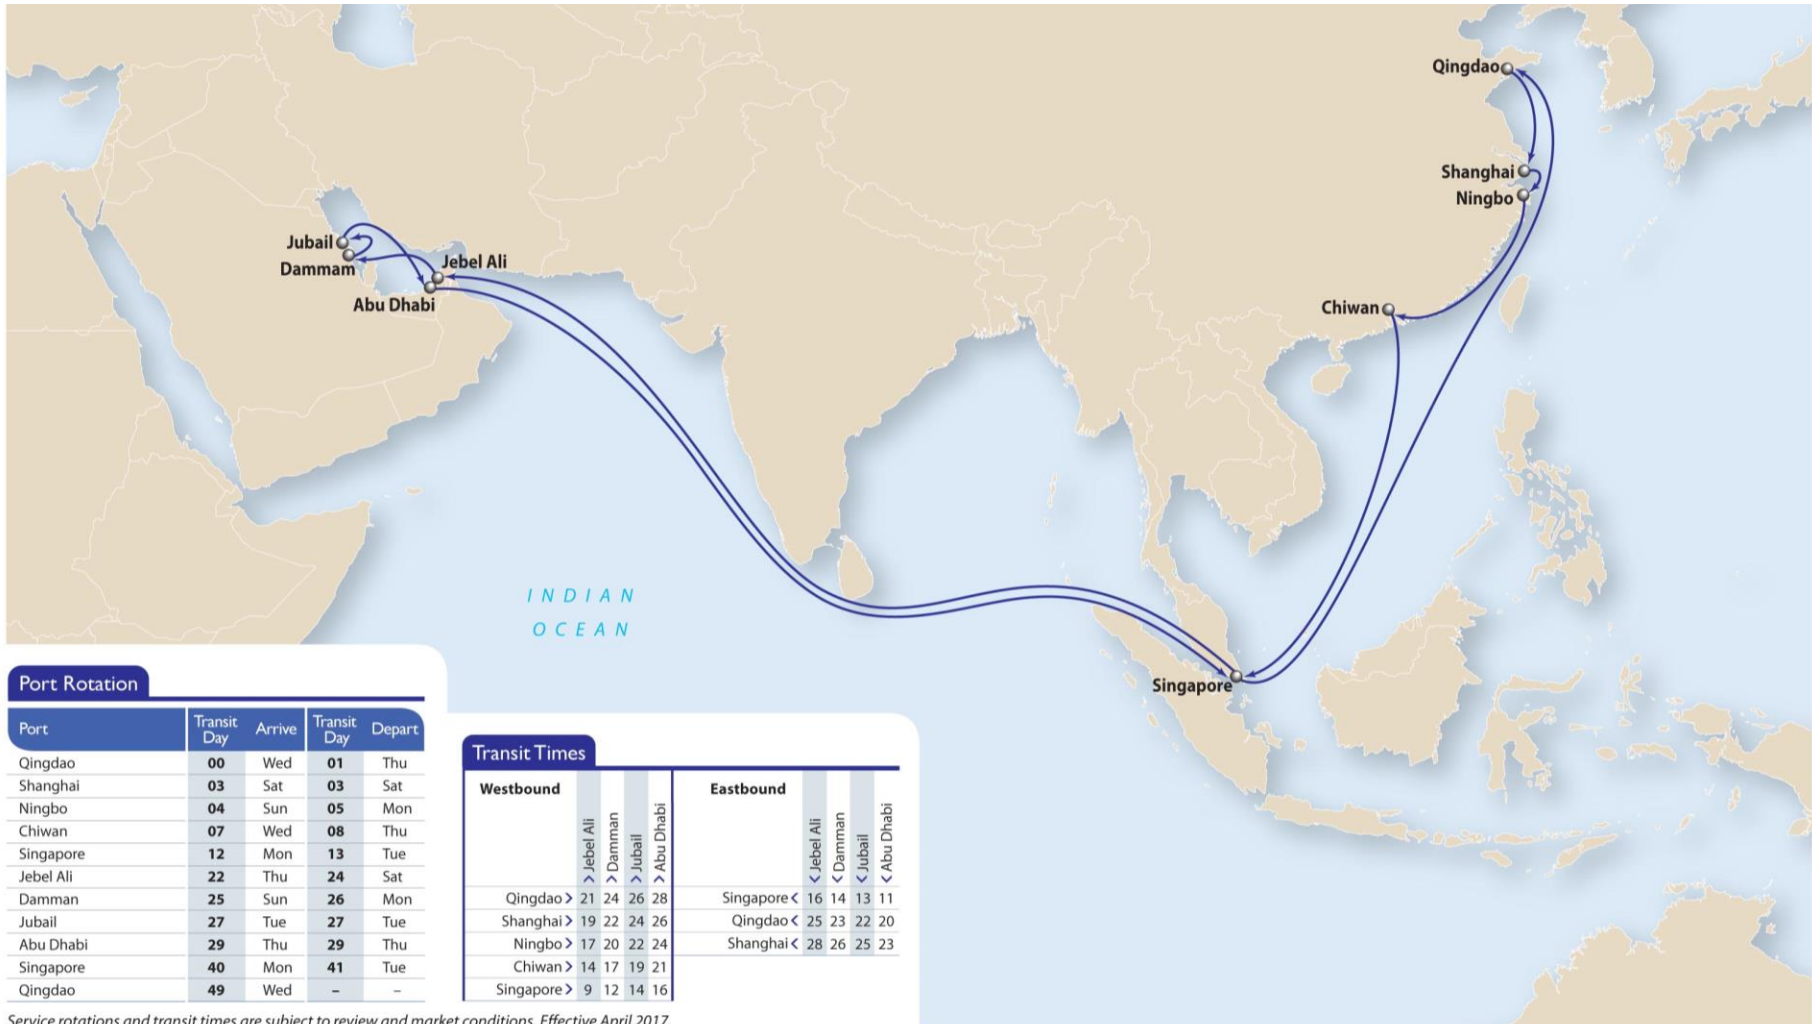 Qingdao
Shanghai
Ningbo
Jubail
Dammam
Jebel Ali
Abu Dhabi
Chiwan
INDIAN
OCEAN
Singapore
Port Rotation
Port Transit Day Arrive Transit Day Depart
Qingdao 00 Wed 01 Thu
Shanghai 03 Sat 03 Sat
Ningbo 04 Sun 05 Mon
Chiwan 07 Wed 08 Thu
Singapore 12 Mon 13 Tue
Jebel Ali 22 Thu 24 Sat
Damman 25 Sun 26 Mon
Jubail 27 Tue 27 Tue
Abu Dhabi 29 Thu 29 Thu
Singapore 40 Mon 41 Tue
Qingdao 49 Wed – –
Transit Times
Westbound > Jebel Ali > Damman > Jubail > Abu Dhabi
Qingdao > 21 24 26 28
Shanghai > 19 22 24 26
Ningbo > 17 20 22 24
Chiwan > 14 17 19 21
Singapore > 9 12 14 16
Eastbound < Jebel Ali < Damman < Jubail < Abu Dhabi
Singapore < 16 14 13 11
Qingdao < 25 23 22 20
Shanghai < 28 26 25 23
Service rotations and transit times are subject to review and market conditions. Effective April 2017.